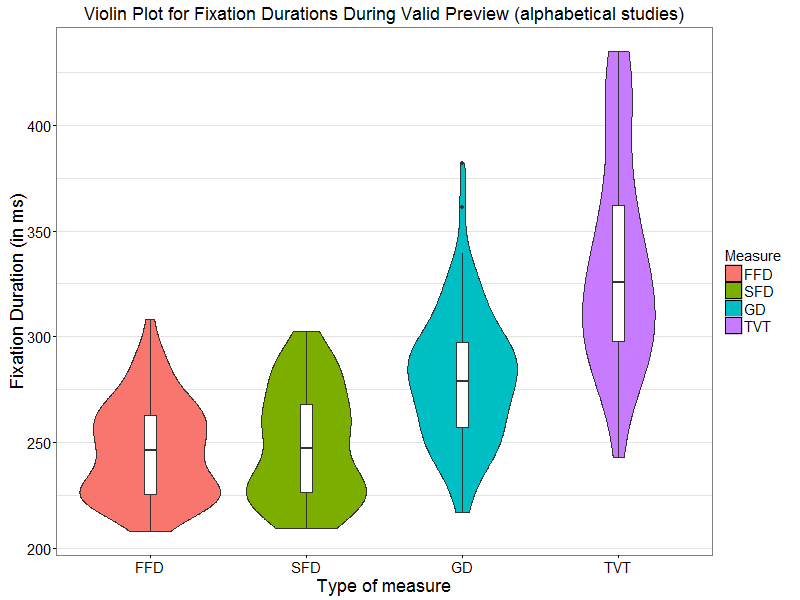 Violin Plot for Fixation Durations During Valid Preview (alphabetical studies)
Fixation Duration (in ms)
400
350
300
250
200
FFD
SFD
GD
TVT
Type of measure
Measure
FFD
SFD
GD
TVT